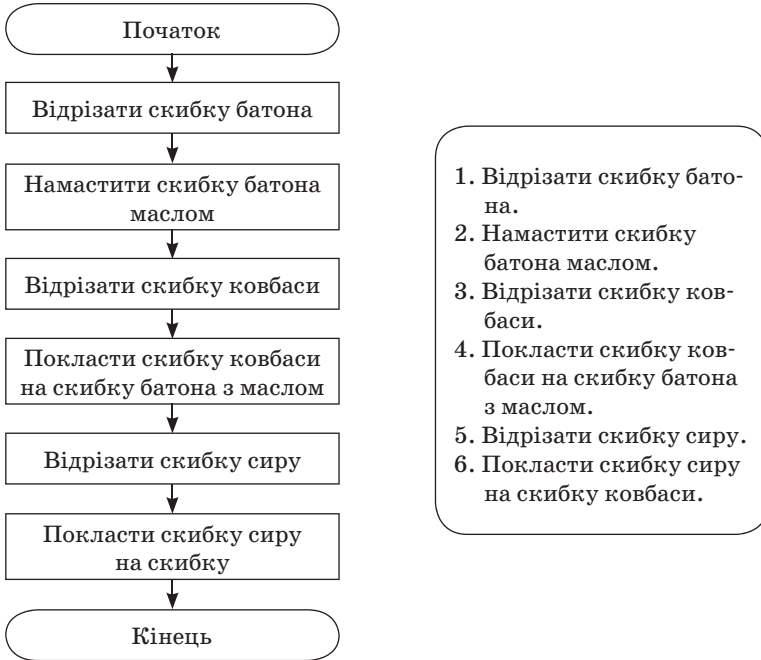 Початок
Відрізати скибку батона
Намастити скибку батона
маслом
Відрізати скибку ковбаси
Покласти скибку ковбаси
на скибку батона з маслом
Відрізати скибку сиру
Покласти скибку сиру
на скибку
Кінець
1. Відрізати скибку бато-
на.
2. Намастити скибку
батона маслом.
3. Відрізати скибку ков-
баси.
4. Покласти скибку ков-
баси на скибку батона
з маслом.
5. Відрізати скибку сиру.
6. Покласти скибку сиру
на скибку ковбаси.